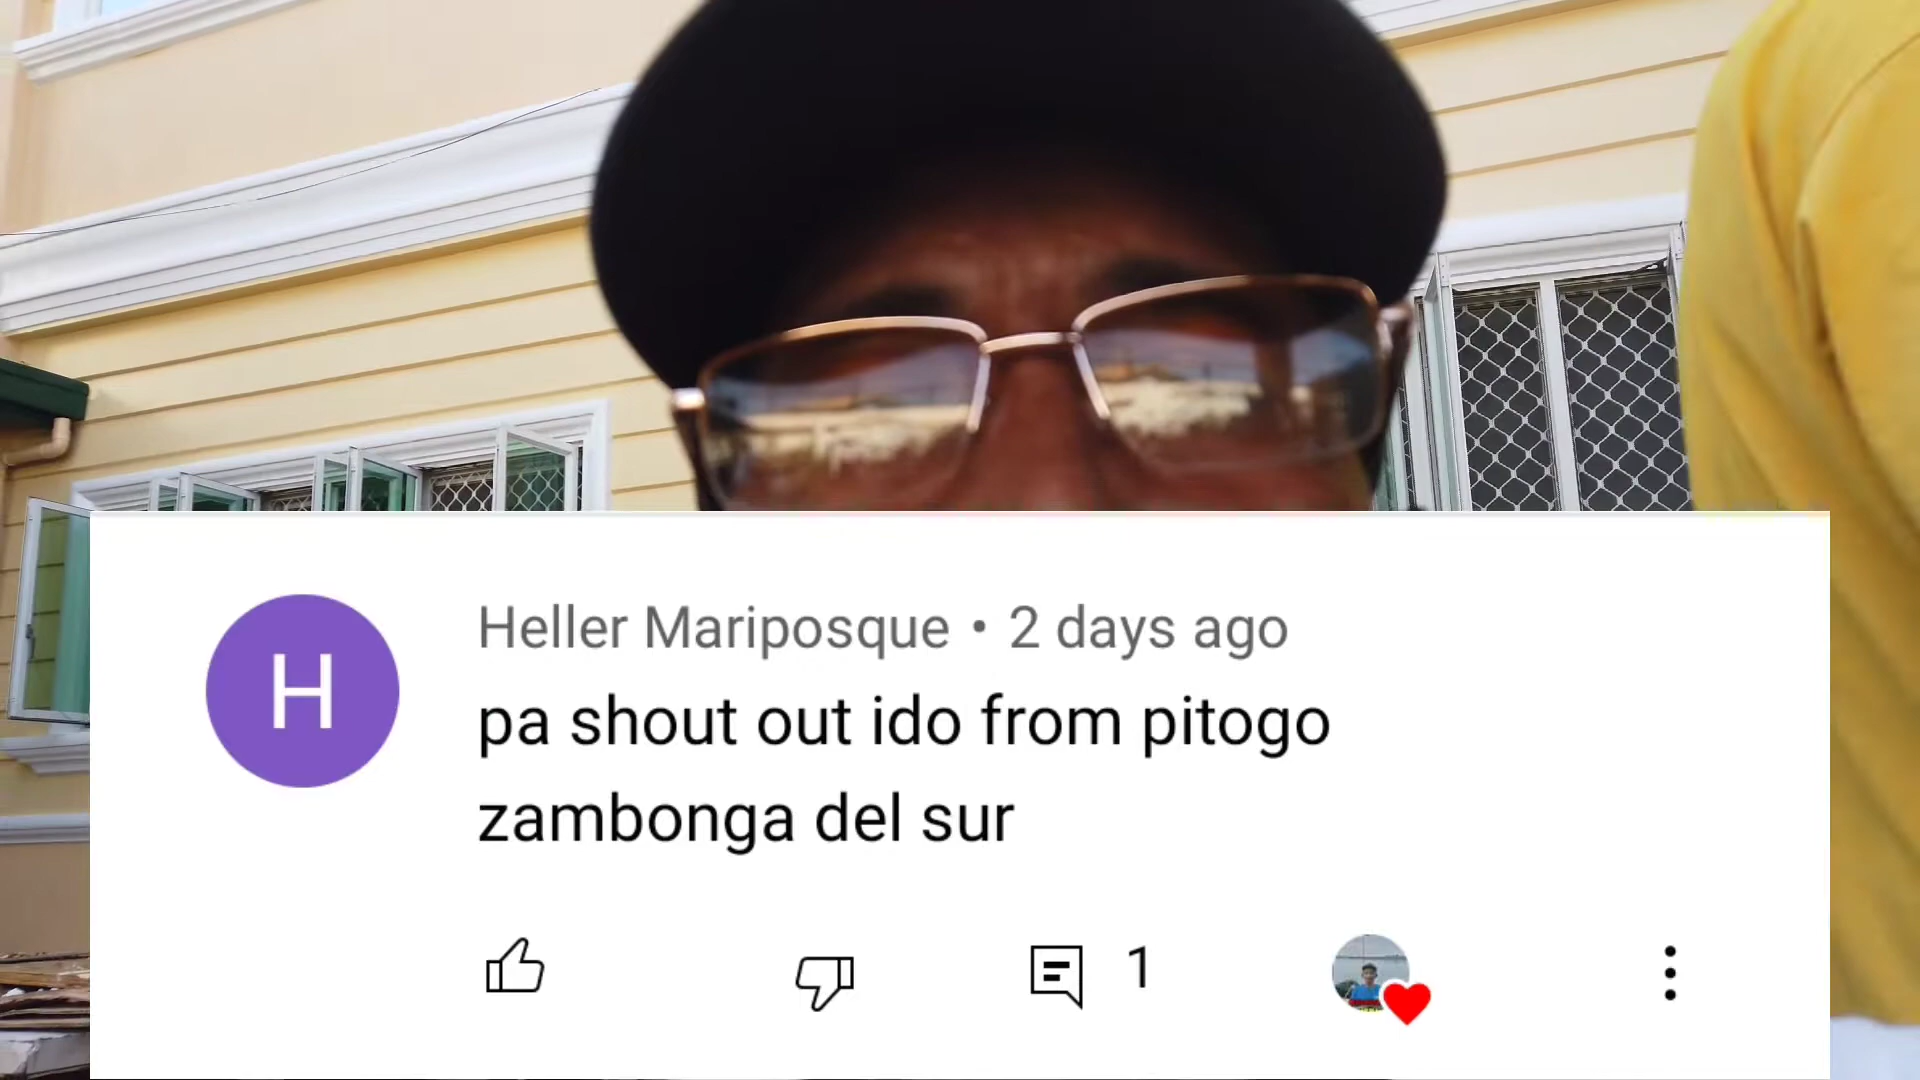 H
Heller Mariposque • 2 days ago
pa shout out ido from pitogo
zambonga del sur
1